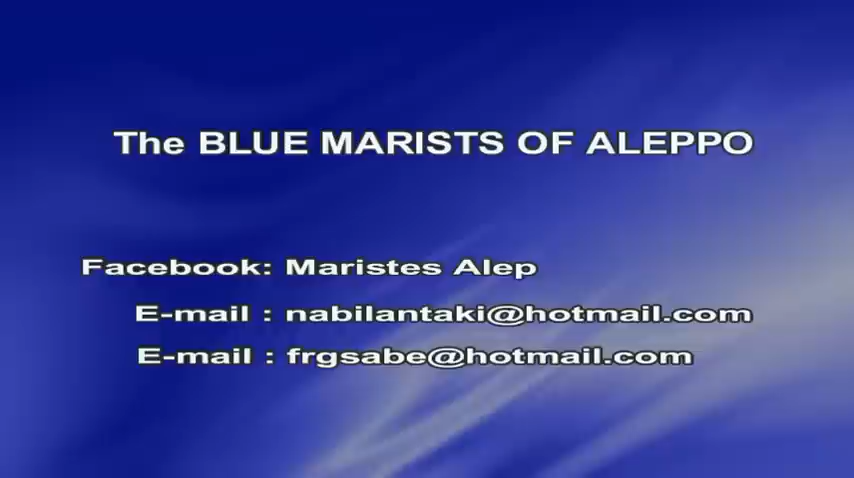 The BLUE MARISTS OF ALEPPO
Facebook: Maristes Alep
E-mail : nabilantaki@hotmail.com
E-mail : frgsabe@hotmail.com